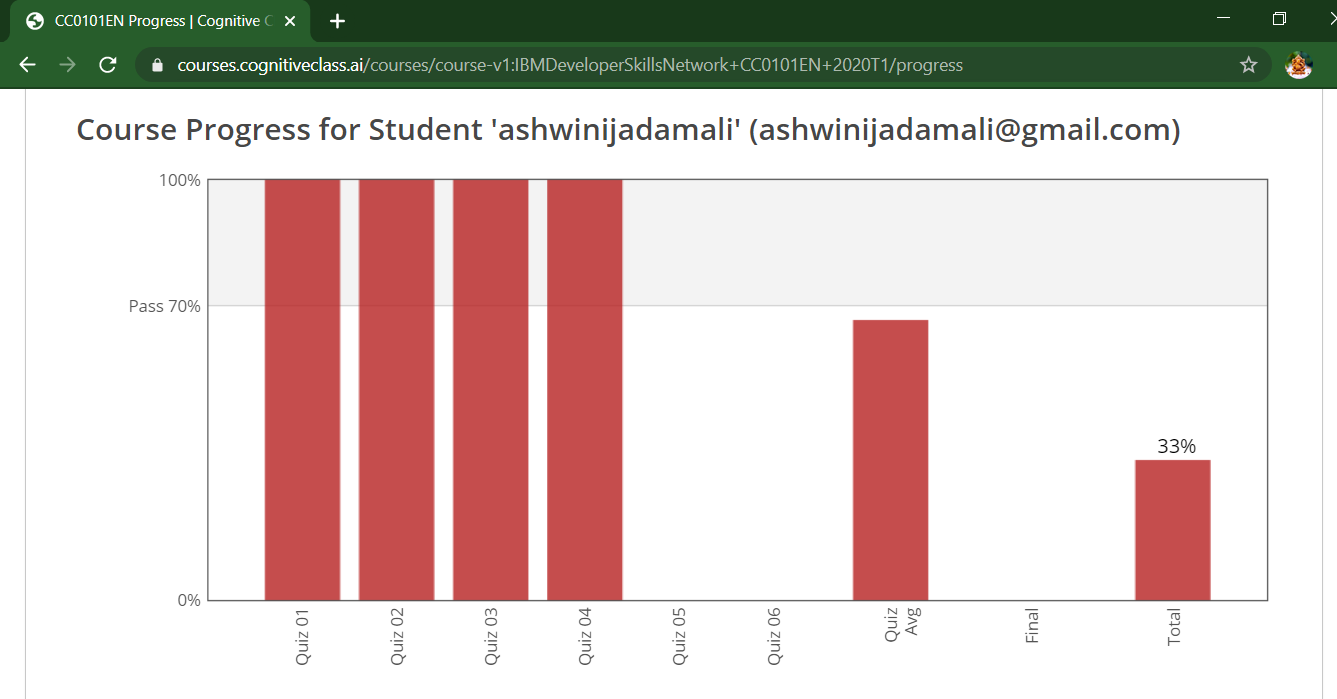 CC0101EN Progress | Cognitive C
courses.cognitiveclass.ai/courses/course-v1:IBMDeveloperSkillsNetwork+CC0101EN+2020T1/progress
Course Progress for Student 'ashwinijadamali' (ashwinijadamali@gmail.com)
100%
Pass 70%
33%
0%
Quiz 01
Quiz 02
Quiz 03
Quiz 04
Quiz 05
Quiz 06
Quiz
Avg
Final
Total